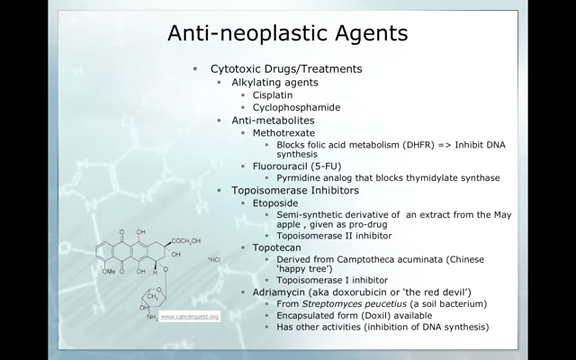 Anti-neoplastic Agents
Cytotoxic Drugs/Treatments
Alkylating agents
Cisplatin
Cyclophosphamide
Anti-metabolites
Methotrexate
Blocks folic acid metabolism (DHFR) => Inhibit DNA
synthesis
Fluorouracil (5-FU)
Pyrmidine analog that blocks thymidylate synthase
Topoisomerase Inhibitors
Etoposide
Semi-synthetic derivative of an extract from the May
apple , given as pro-drug
Topoisomerase II inhibitor
Topotecan
Derived from Camptotheca acuminata (Chinese
'happy tree')
Topoisomerase I inhibitor
Adriamycin (aka doxorubicin or 'the red devil')
From Streptomyces peucetius (a soil bacterium)
Encapsulated form (Doxil) available
Has other activities (inhibition of DNA synthesis)
O OH
COCH₂OH
OH
*HCl
OMe O OH H
O
O
CH₃
OH
NH₂
www.cancerquest.org